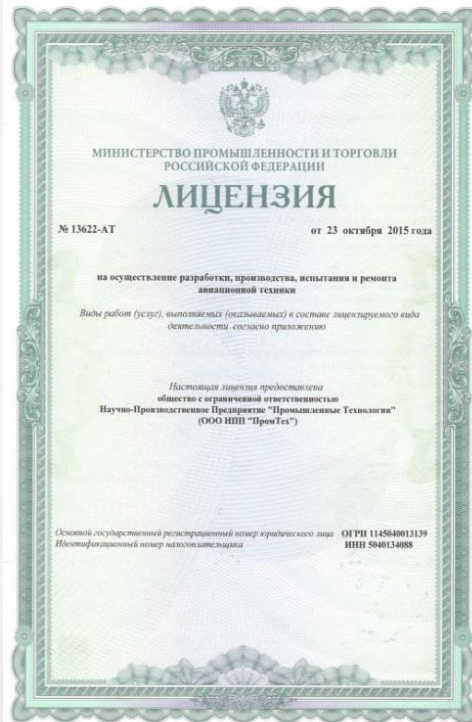 МИНИСТЕРСТВО ПРОМЫШЛЕННОСТИ И ТОРГОВЛИ
РОССИЙСКОЙ ФЕДЕРАЦИИ
ЛИЦЕНЗИЯ
№ 13622-АТ от 23 октября 2015 года
на осуществление разработки, производства, испытания и ремонта
авиационной техники
Виды работ (услуг), выполняемых (оказываемых) в составе лицензируемого вида
деятельности согласно приложению
Настоящая лицензия предоставлена
общество с ограниченной ответственностью
Научно-Производственное Предприятие "Промышленные Технологии"
(ООО НПП "ПромТех")
Основной государственный регистрационный номер юридического лица ОГРН 1145040013139
Идентификационный номер налогоплательщика ИНН 5040134088